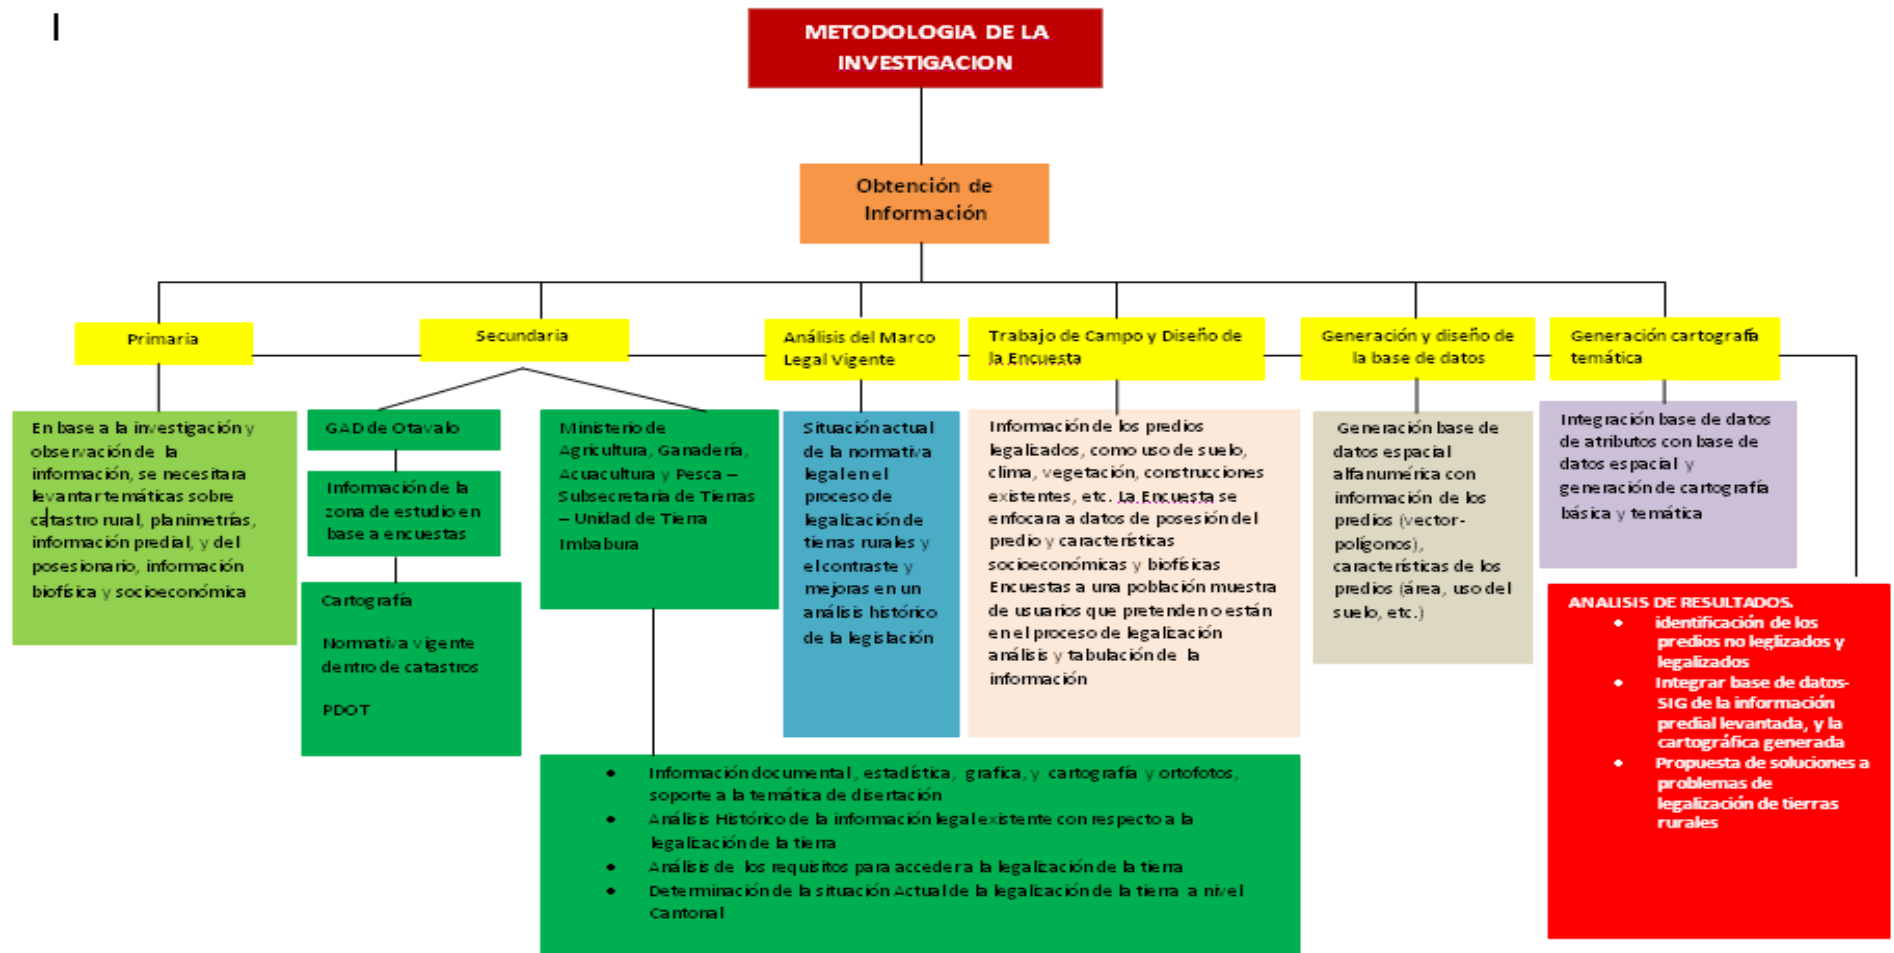 METODOLOGIA DE LA
INVESTIGACION
Obtención de
Información
Primaria
Secundaria
Análisis del Marco
Legal Vigente
Trabajo de Campo y Diseño de
la Encuesta
Generación y diseño de
la base de datos
Generación cartografía
temática
En base a la investigación y
observación de la
información, se necesitara
levantar temáticas sobre
catastro rural, planimetrías,
información predial, y del
posesionario, información
biofísica y socioeconómica
GAD de Otavalo
Información de la
zona de estudio en
base a encuestas
Cartografía
Normativa vigente
dentro de catastros
PDOT
Ministerio de
Agricultura, Ganadería,
Acuacultura y Pesca –
Subsecretaria de Tierras
– Unidad de Tierra
Imbabura
• Información documental, estadística, grafica, y cartografía y ortofotos,
soporte a la temática de disertación
• Análisis Histórico de la información legal existente con respecto a la
legalización de la tierra
• Análisis de los requisitos para acceder a la legalización de la tierra
• Determinación de la situación Actual de la legalización de la tierra a nivel
Cantonal
Situación actual
de la normativa
legal en el
proceso de
legalización de
tierras rurales y
el contraste y
mejoras en un
análisis histórico
de la legislación
Información de los predios
legalizados, como uso de suelo,
clima, vegetación, construcciones
existentes, etc. La Encuesta se
enfocara a datos de posesión del
predio y características
socioeconómicas y biofísicas
Encuestas a una población muestra
de usuarios que pretenden o están
en el proceso de legalización
análisis y tabulación de la
información
Generación base de
datos espacial
alfanumérica con
información de los
predios (vector-
polígonos),
características de los
predios (área, uso del
suelo, etc.)
Integración base de datos
de atributos con base de
datos espacial y
generación de cartografía
básica y temática
ANALISIS DE RESULTADOS.
• identificación de los
predios no leglizados y
legalizados
• Integrar base de datos-
SIG de la información
predial levantada, y la
cartográfica generada
• Propuesta de soluciones a
problemas de
legalización de tierras
rurales